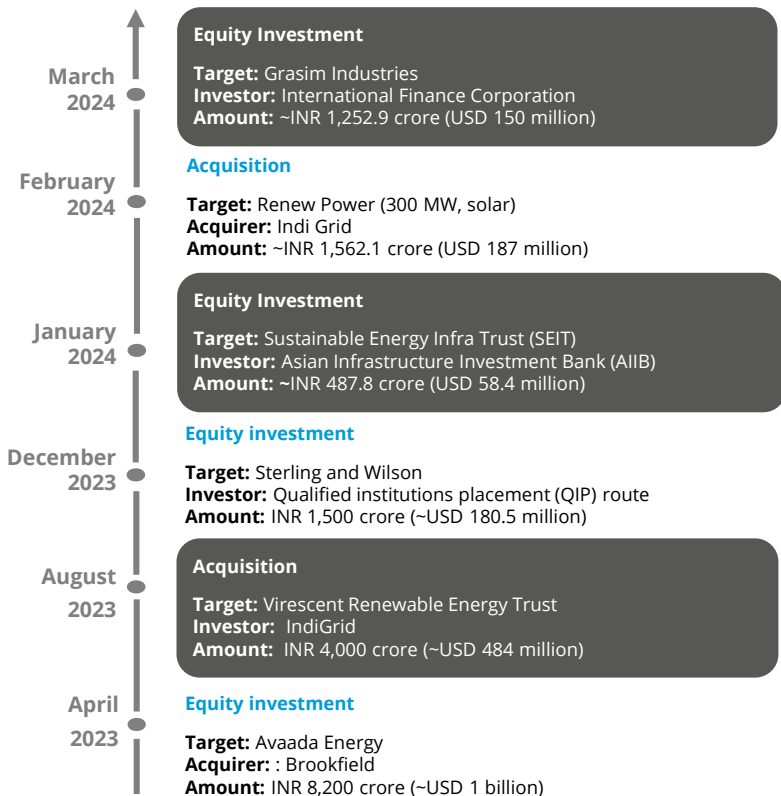 March
2024
Equity Investment
Target: Grasim Industries
Investor: International Finance Corporation
Amount: ~INR 1,252.9 crore (USD 150 million)
February
2024
Acquisition
Target: Renew Power (300 MW, solar)
Acquirer: Indi Grid
Amount: ~INR 1,562.1 crore (USD 187 million)
January
2024
Equity Investment
Target: Sustainable Energy Infra Trust (SEIT)
Investor: Asian Infrastructure Investment Bank (AIIB)
Amount: ~INR 487.8 crore (USD 58.4 million)
December
2023
Equity investment
Target: Sterling and Wilson
Investor: Qualified institutions placement (QIP) route
Amount: INR 1,500 crore (~USD 180.5 million)
August
2023
Acquisition
Target: Virescent Renewable Energy Trust
Investor: IndiGrid
Amount: INR 4,000 crore (~USD 484 million)
April
2023
Equity investment
Target: Avaada Energy
Acquirer: : Brookfield
Amount: INR 8,200 crore (~USD 1 billion)